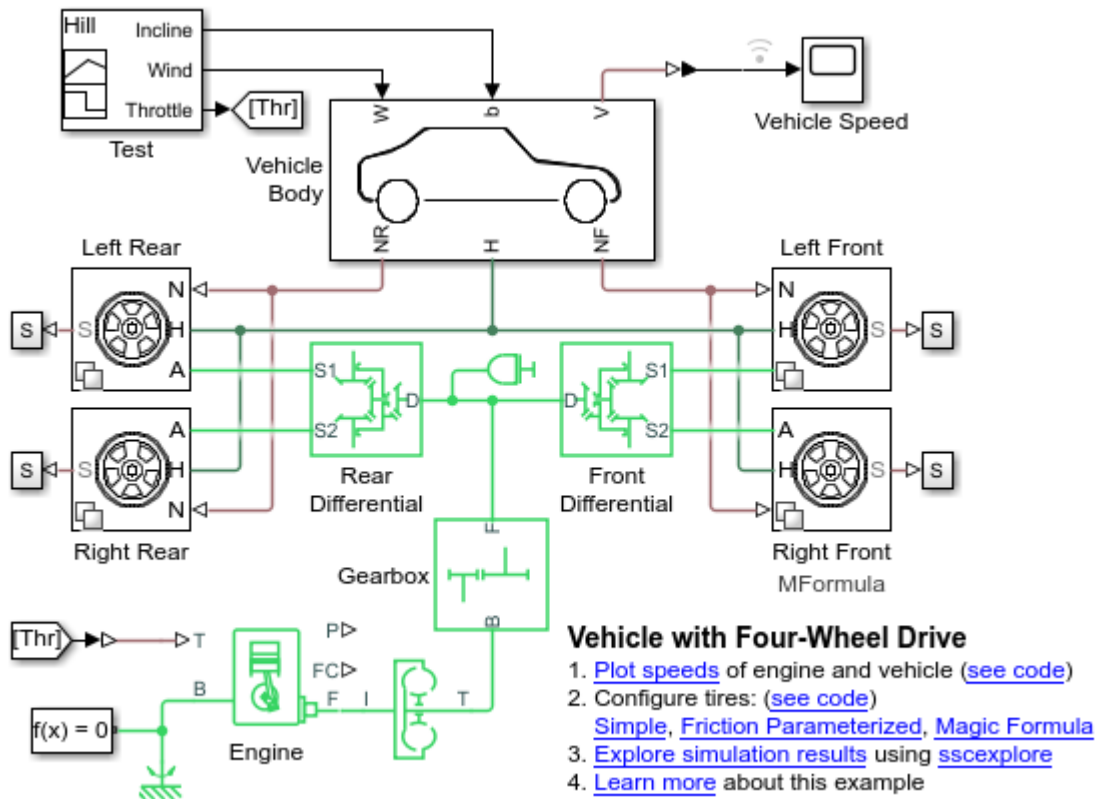 Hill
Incline
Wind
Throttle
[Thr]
Test
W
b
V
Vehicle Speed
Vehicle
Body
NR
H
NF
Left Rear
Left Front
N
N
S
S
H
H
S
S
A
S1
D
D
S1
A
A
S2
S2
A
S
S
H
H
S
S
N
N
Rear
Differential
Front
Differential
Right Rear
Right Front
MFormula
F
Gearbox
B
[Thr]
T
P
FC
B
F
I
T
f(x) = 0
Engine
Vehicle with Four-Wheel Drive
1. Plot speeds of engine and vehicle (see code)
2. Configure tires: (see code)
Simple, Friction Parameterized, Magic Formula
3. Explore simulation results using sscexplore
4. Learn more about this example